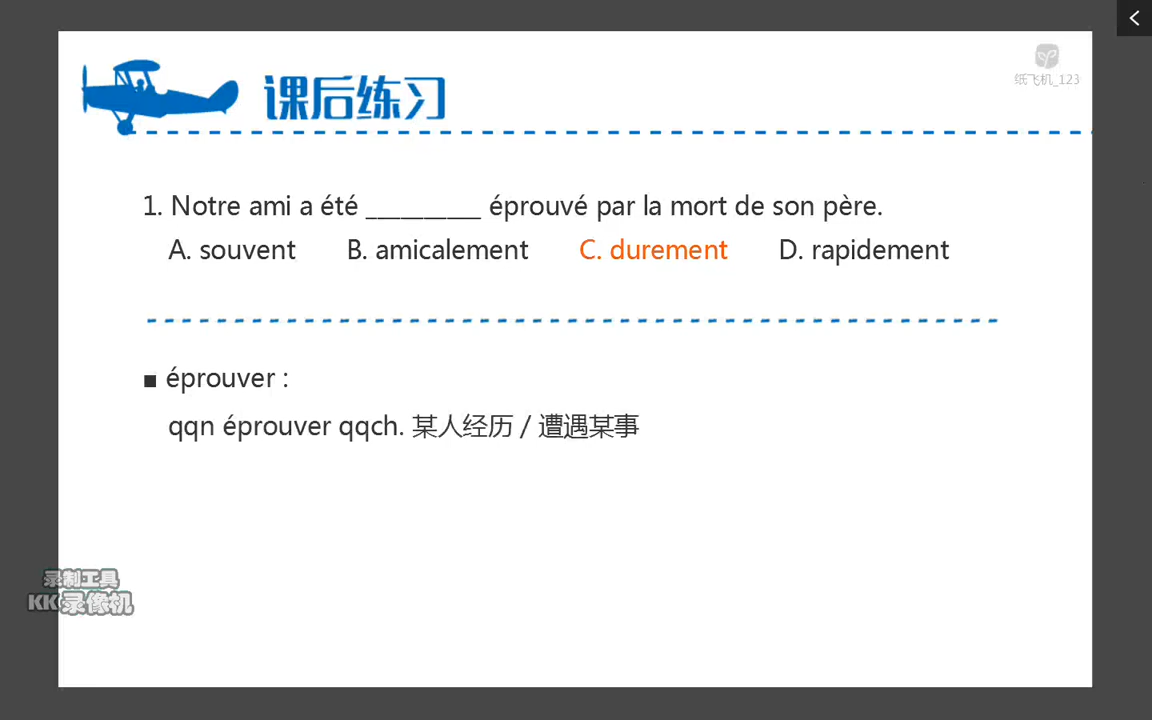 课后练习
纸飞机_123
1. Notre ami a été __________ éprouvé par la mort de son père.
A. souvent B. amicalement C. durement D. rapidement
■ éprouver :
qqn éprouver qqch. 某人经历 / 遭遇某事
录制工具
KK录像机